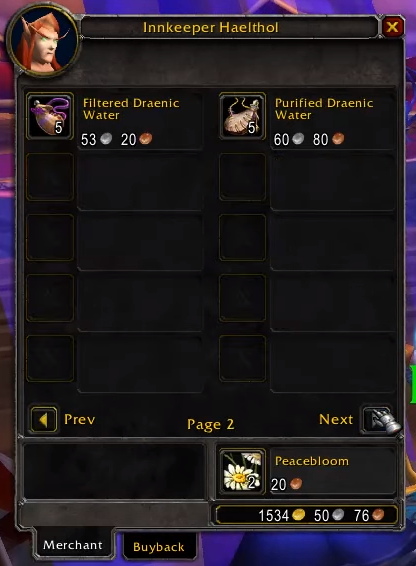 Innkeeper Haelthol
Filtered Draenic
Water
5
53 20
Purified Draenic
Water
5
60 80
Prev
Page 2
Next
Peacebloom
2
20
1534 50 76
Merchant
Buyback